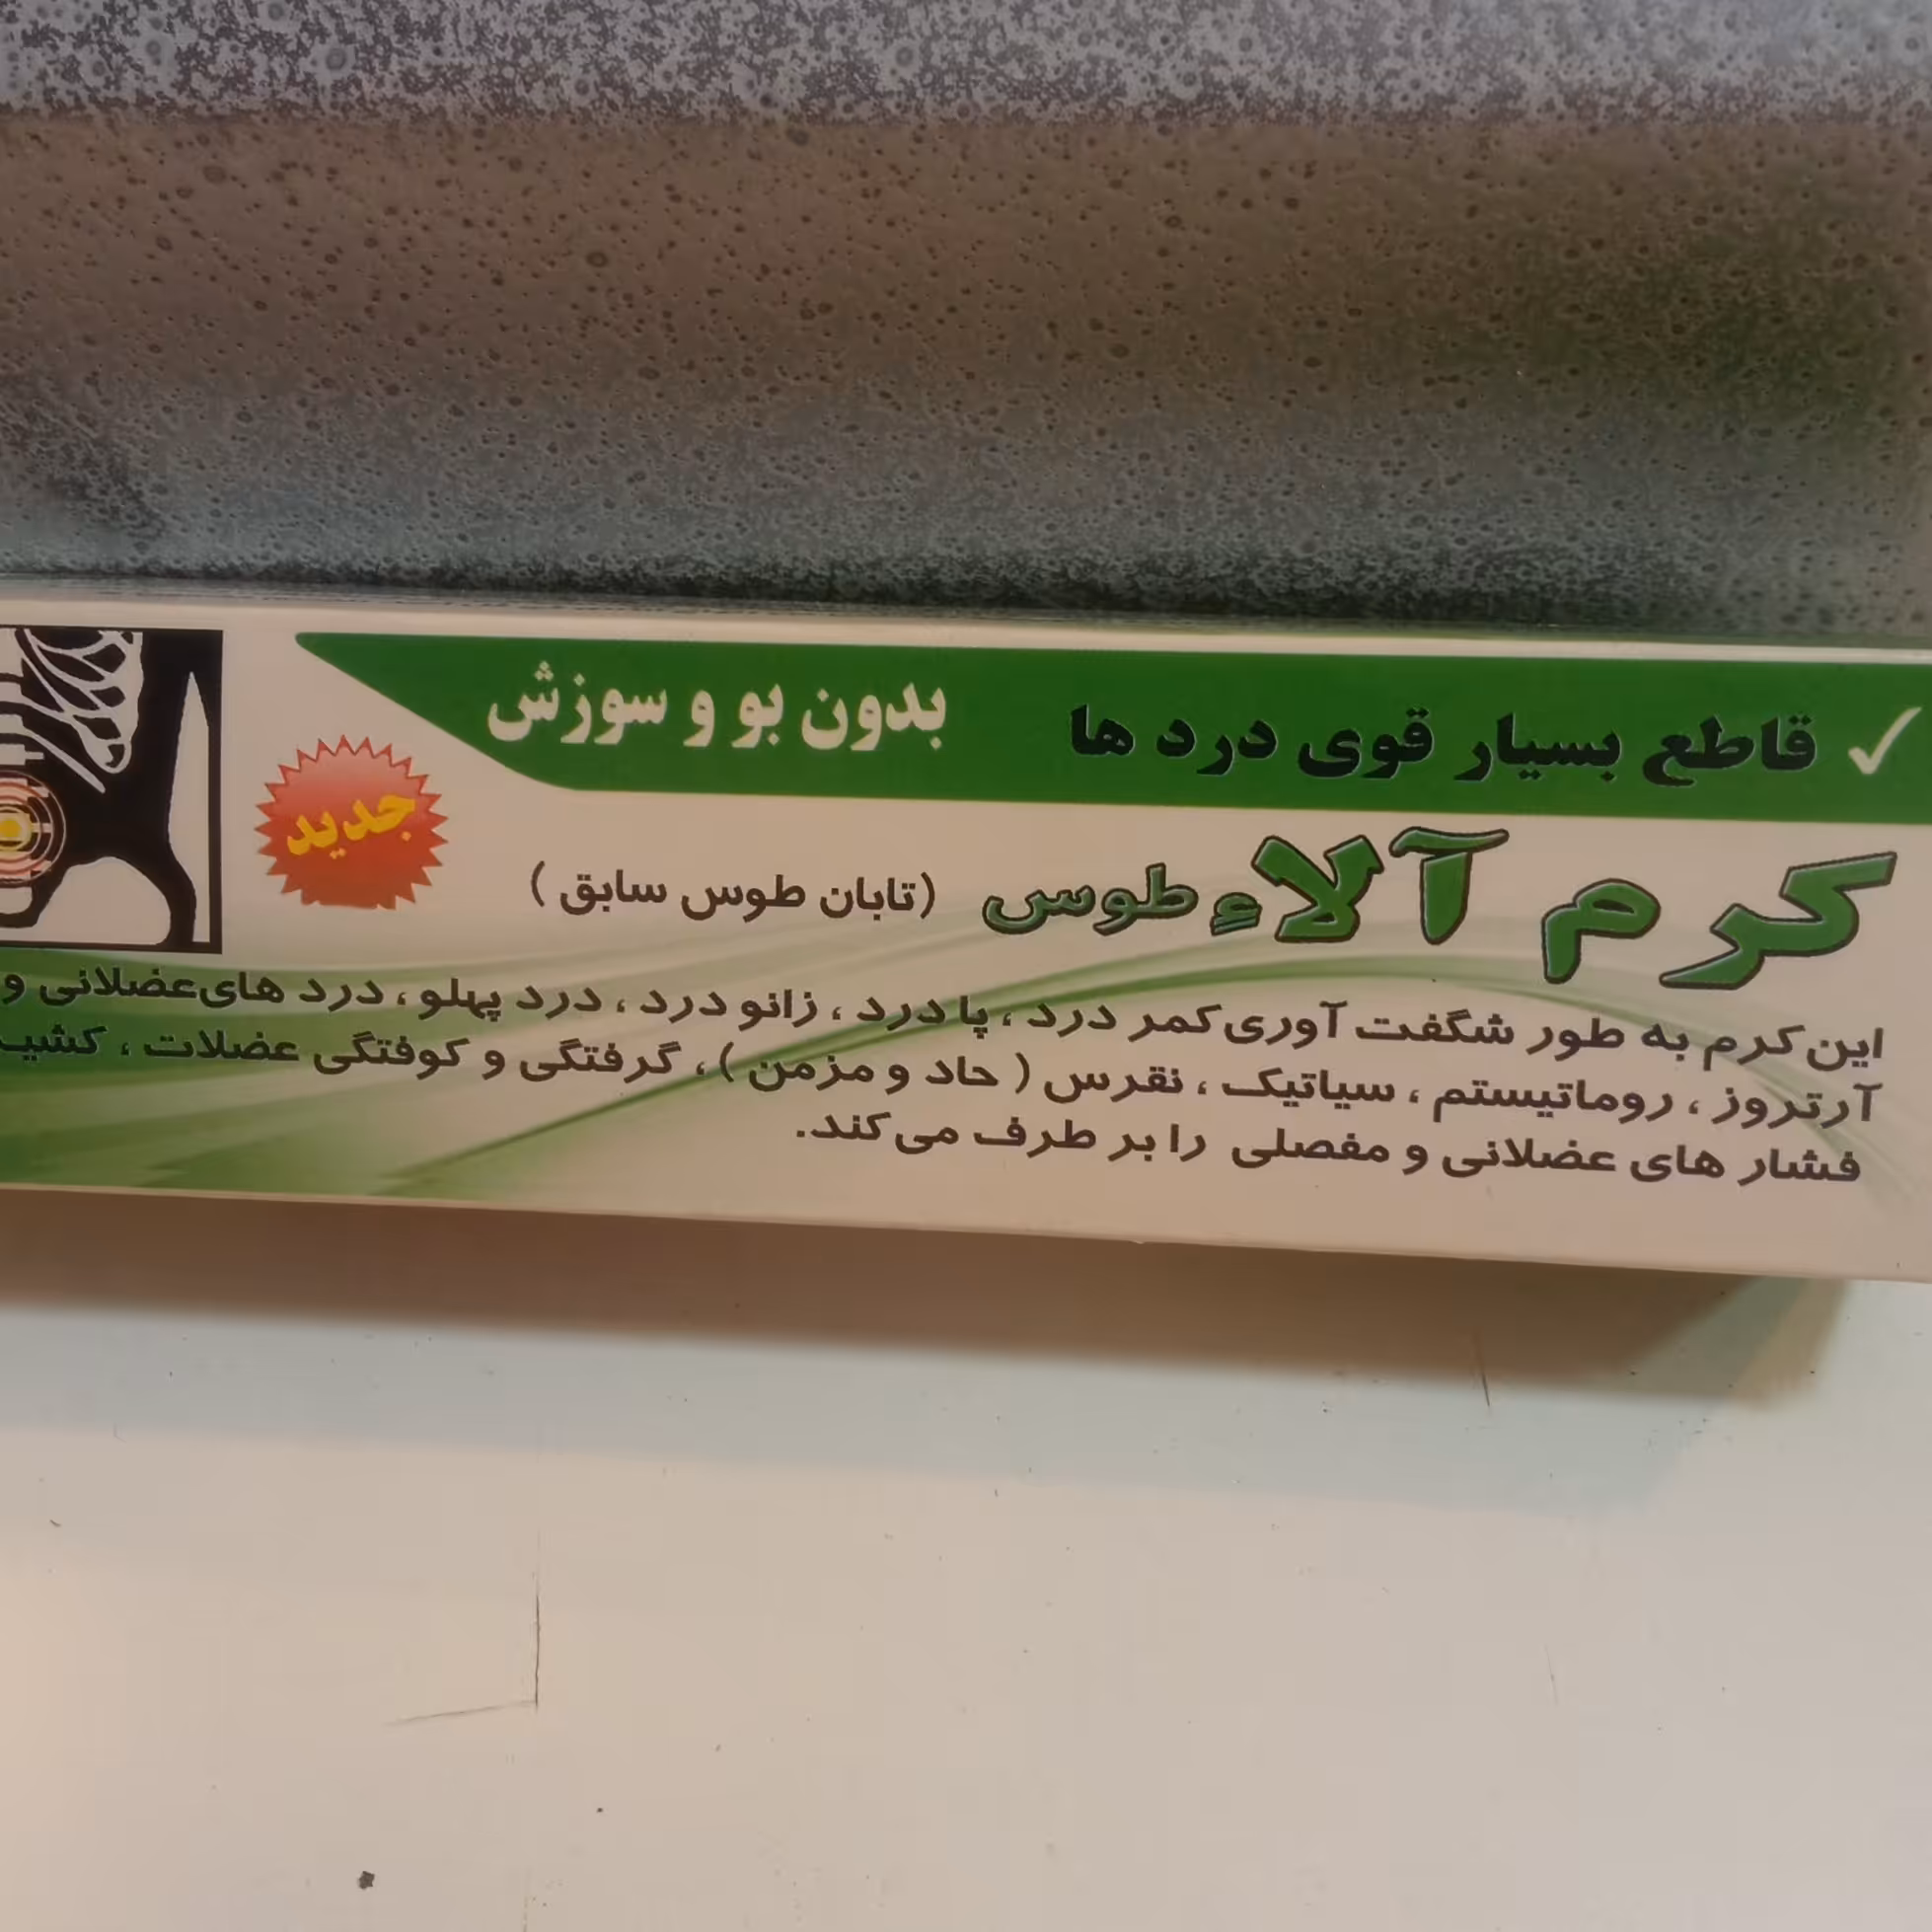 ✓ قاطع بسیار قوی درد ها
بدون بو و سوزش
کرم آلاء طوس (تابان طوس سابق)
جدید
این کرم به طور شگفت آوری کمر درد، پا درد، زانو درد، درد پهلو، درد های عضلانی و
آرتروز، روماتیستم، سیاتیک، نقرس (حاد و مزمن)، گرفتگی و کوفتگی عضلات،
فشار های عضلانی و مفصلی را بر طرف می کند.